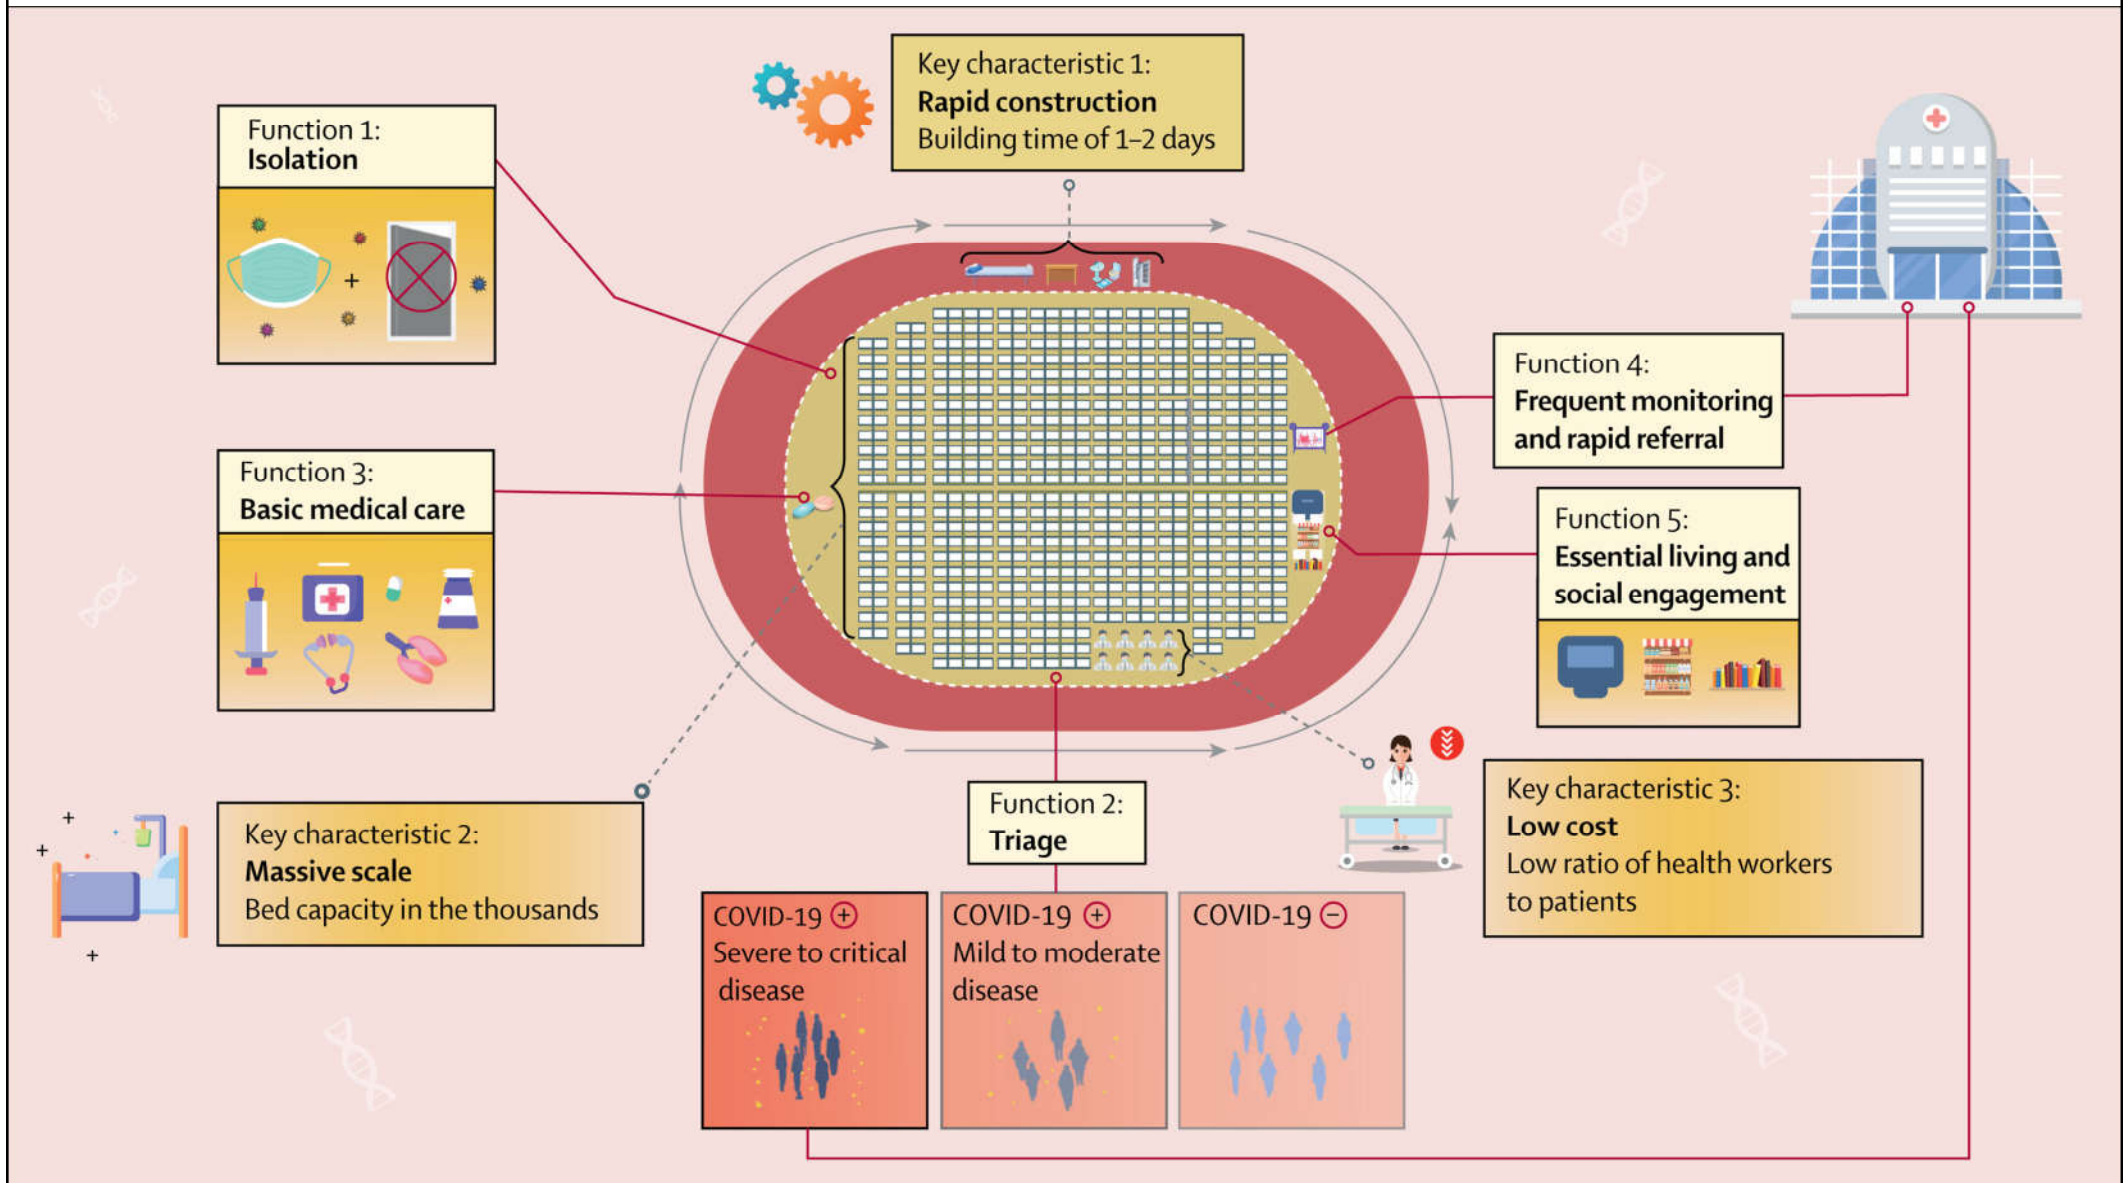 Key characteristic 1:
Rapid construction
Building time of 1–2 days
Function 1:
Isolation
+
Function 4:
Frequent monitoring
and rapid referral
Function 3:
Basic medical care
Function 5:
Essential living and
social engagement
Key characteristic 2:
Massive scale
Bed capacity in the thousands
Function 2:
Triage
Key characteristic 3:
Low cost
Low ratio of health workers
to patients
COVID-19 +
Severe to critical
disease
COVID-19 +
Mild to moderate
disease
COVID-19 −